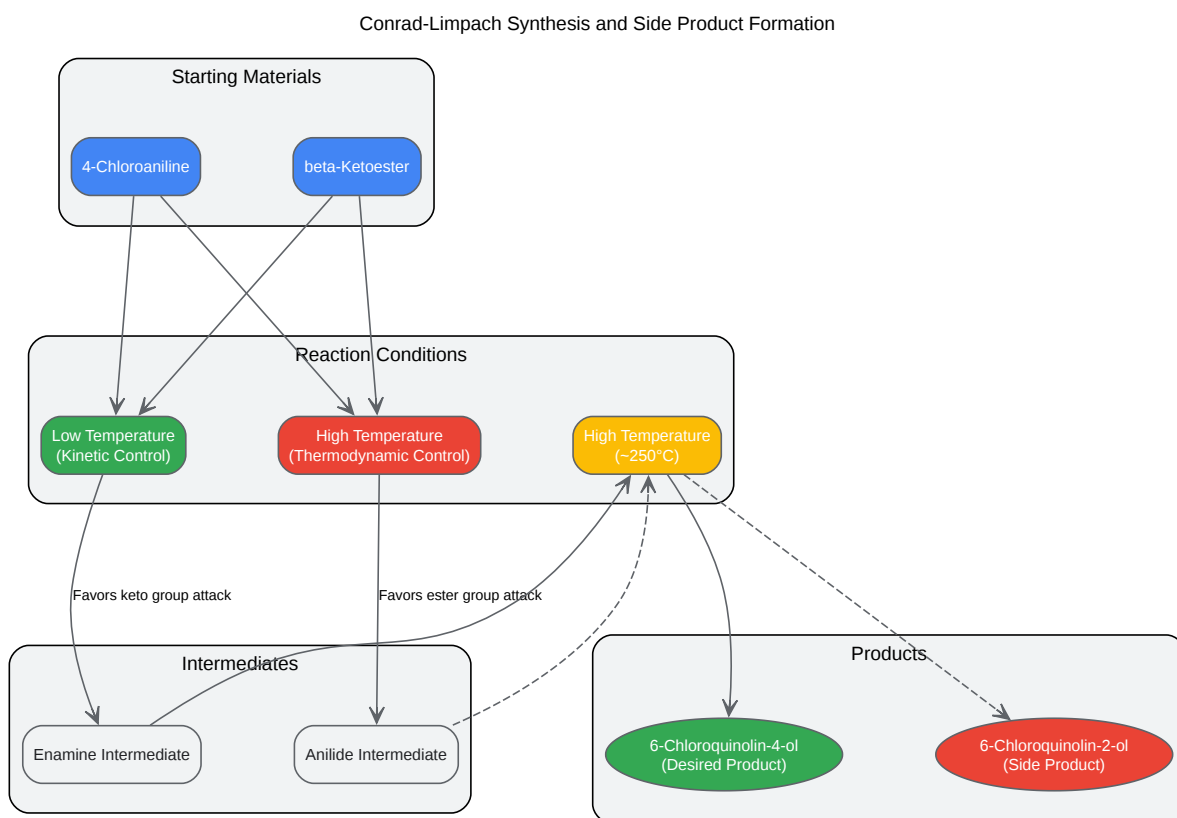 Conrad-Limpach Synthesis and Side Product Formation
Starting Materials
4-Chloroaniline
beta-Ketoester
Reaction Conditions
Low Temperature
(Kinetic Control)
High Temperature
(Thermodynamic Control)
High Temperature
(~250°C)
Favors keto group attack
Favors ester group attack
Intermediates
Enamine Intermediate
Anilide Intermediate
Products
6-Chloroquinolin-4-ol
(Desired Product)
6-Chloroquinolin-2-ol
(Side Product)